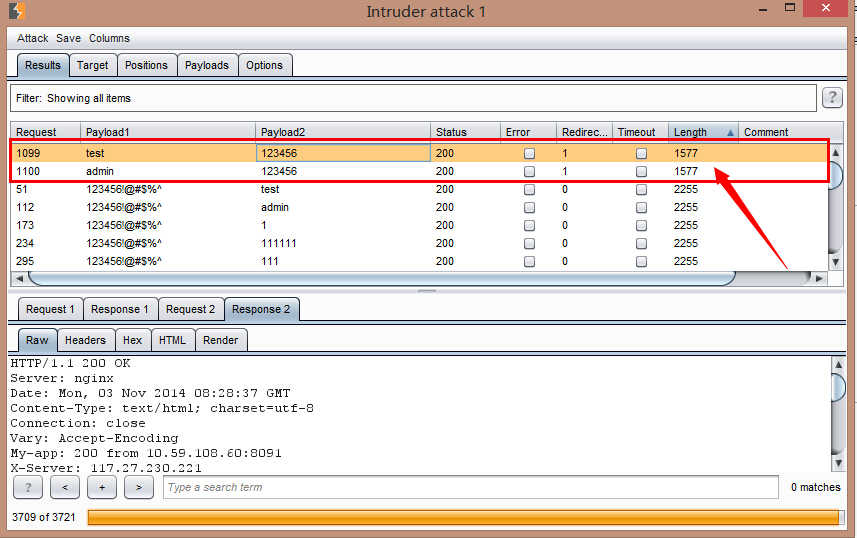 Intruder attack 1
Attack Save Columns
Results Target Positions Payloads Options
Filter: Showing all items ?
Request Payload1 Payload2 Status Error Redirec... Timeout Length Comment
1099 test 123456 200 1 1577
1100 admin 123456 200 1 1577
51 123456!@#$%^ test 200 0 2255
112 123456!@#$%^ admin 200 0 2255
173 123456!@#$%^ 1 200 0 2255
234 123456!@#$%^ 111111 200 0 2255
295 123456!@#$%^ 111 200 0 2255
Request 1 Response 1 Request 2 Response 2
Raw Headers Hex HTML Render
HTTP/1.1 200 OK
Server: nginx
Date: Mon, 03 Nov 2014 08:28:37 GMT
Content-Type: text/html; charset=utf-8
Connection: close
Vary: Accept-Encoding
My-app: 200 from 10.59.108.60:8091
X-Server: 117.27.230.221
? < + > Type a search term 0 matches
3709 of 3721